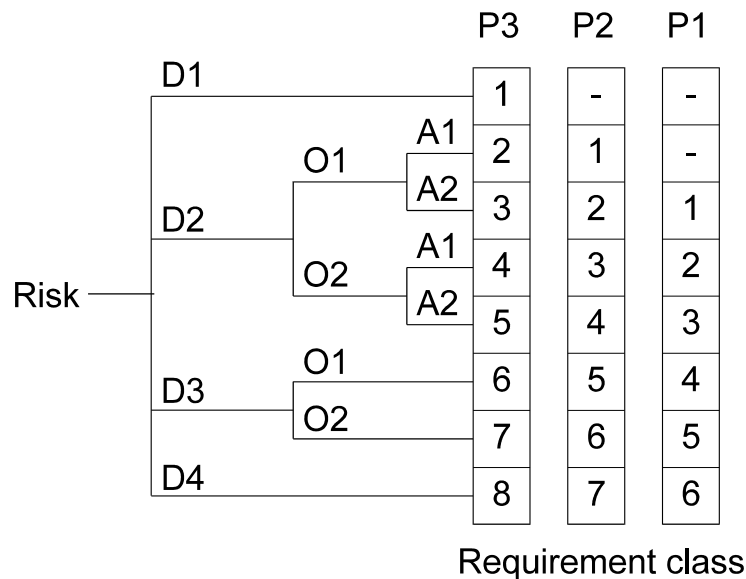 P3 P2 P1
D1
1 - -
A1
2 1 -
O1
A2
3 2 1
D2
A1
4 3 2
O2
A2
5 4 3
Risk
O1
6 5 4
D3
O2
7 6 5
D4
8 7 6
Requirement class